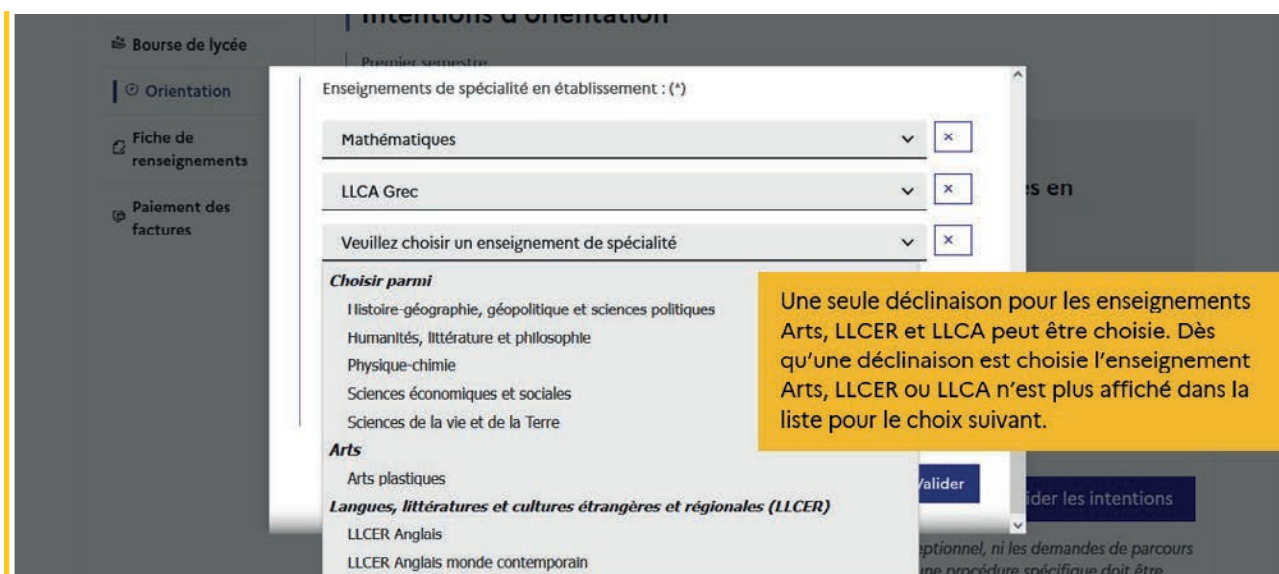 Intentions d'orientation
Bourse de lycée
Premier semestre
Orientation
Fiche de
renseignements
Paiement des
factures
Enseignements de spécialité en établissement : (*)
Mathématiques
LLCA Grec
Veuillez choisir un enseignement de spécialité
Choisir parmi
Histoire-géographie, géopolitique et sciences politiques
Humanités, littérature et philosophie
Physique-chimie
Sciences économiques et sociales
Sciences de la vie et de la Terre
Arts
Arts plastiques
Langues, littératures et cultures étrangères et régionales (LLCER)
LLCER Anglais
LLCER Anglais monde contemporain
s en
Une seule déclinaison pour les enseignements
Arts, LLCER et LLCA peut être choisie. Dès
qu'une déclinaison est choisie l'enseignement
Arts, LLCER ou LLCA n'est plus affiché dans la
liste pour le choix suivant.
Valider
ider les intentions
eptionnel, ni les demandes de parcours
une procédure spécifique doit être